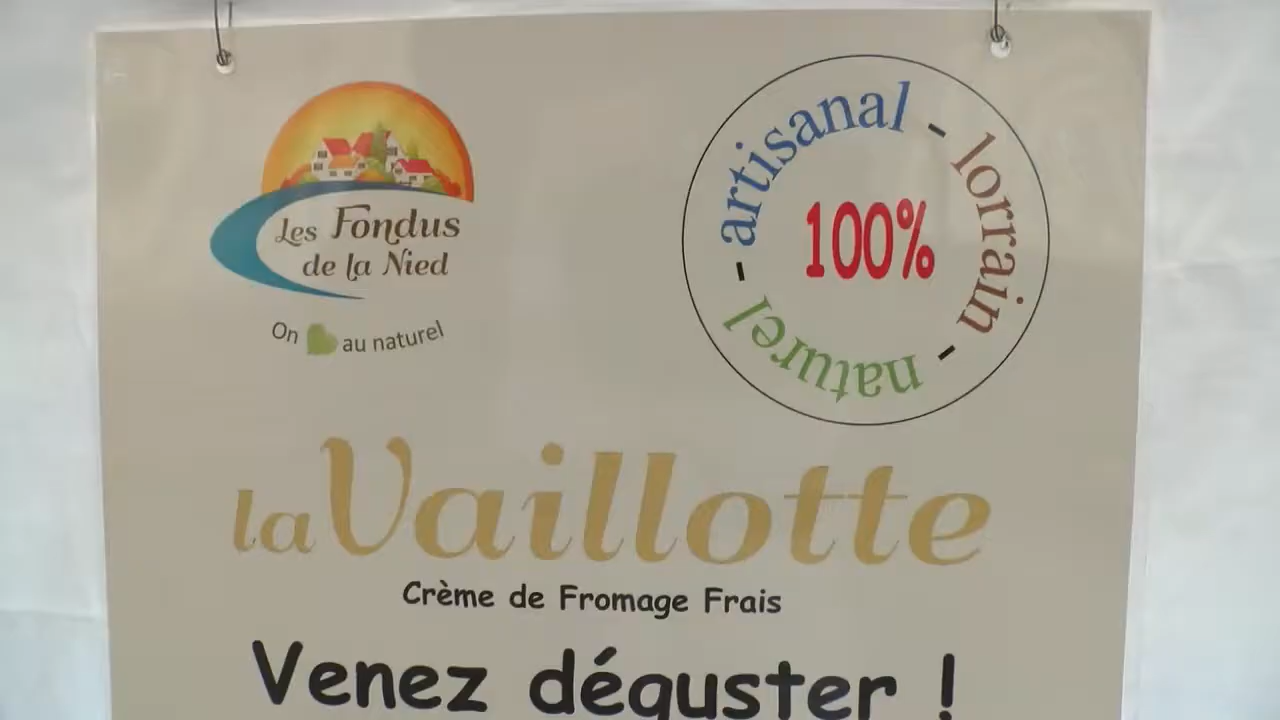 Les Fondus
de la Nied
On au naturel
artisanal - lorrain - naturel -
100%
la Vaillotte
Crème de Fromage Frais
Venez déguster !